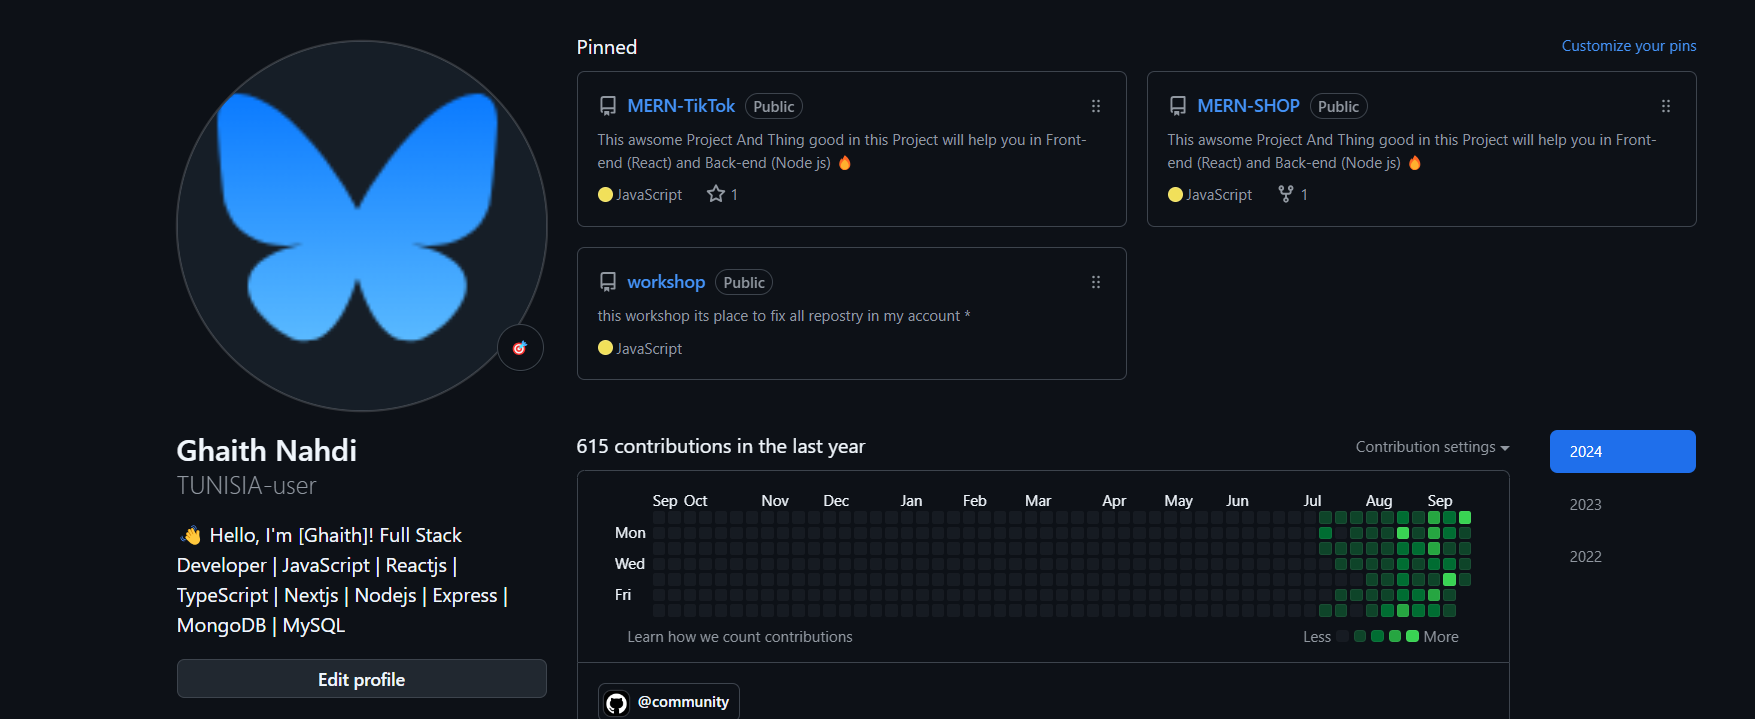 Pinned
Customize your pins
MERN-TikTok Public
This awsome Project And Thing good in this Project will help you in Front-
end (React) and Back-end (Node js) 🔥
JavaScript 1
MERN-SHOP Public
This awsome Project And Thing good in this Project will help you in Front-
end (React) and Back-end (Node js) 🔥
JavaScript 1
workshop Public
this workshop its place to fix all repostry in my account *
JavaScript
Ghaith Nahdi
TUNISIA-user
👋 Hello, I'm [Ghaith]! Full Stack
Developer | JavaScript | Reactjs |
TypeScript | Nextjs | Nodejs | Express |
MongoDB | MySQL
Edit profile
615 contributions in the last year
Contribution settings
2024
2023
2022
Sep Oct Nov Dec Jan Feb Mar Apr May Jun Jul Aug Sep
Mon
Wed
Fri
Learn how we count contributions
Less More
@community